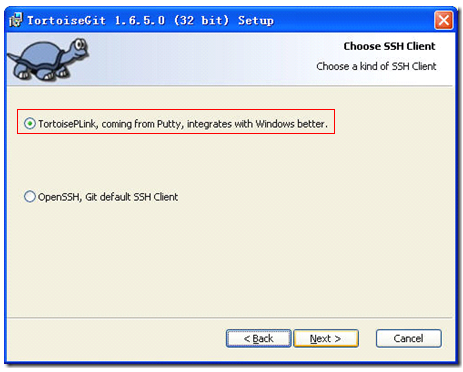 TortoiseGit 1.6.5.0 (32 bit) Setup
Choose SSH Client
Choose a kind of SSH Client
TortoisePLink, coming from Putty, integrates with Windows better.
OpenSSH, Git default SSH Client
< Back Next > Cancel